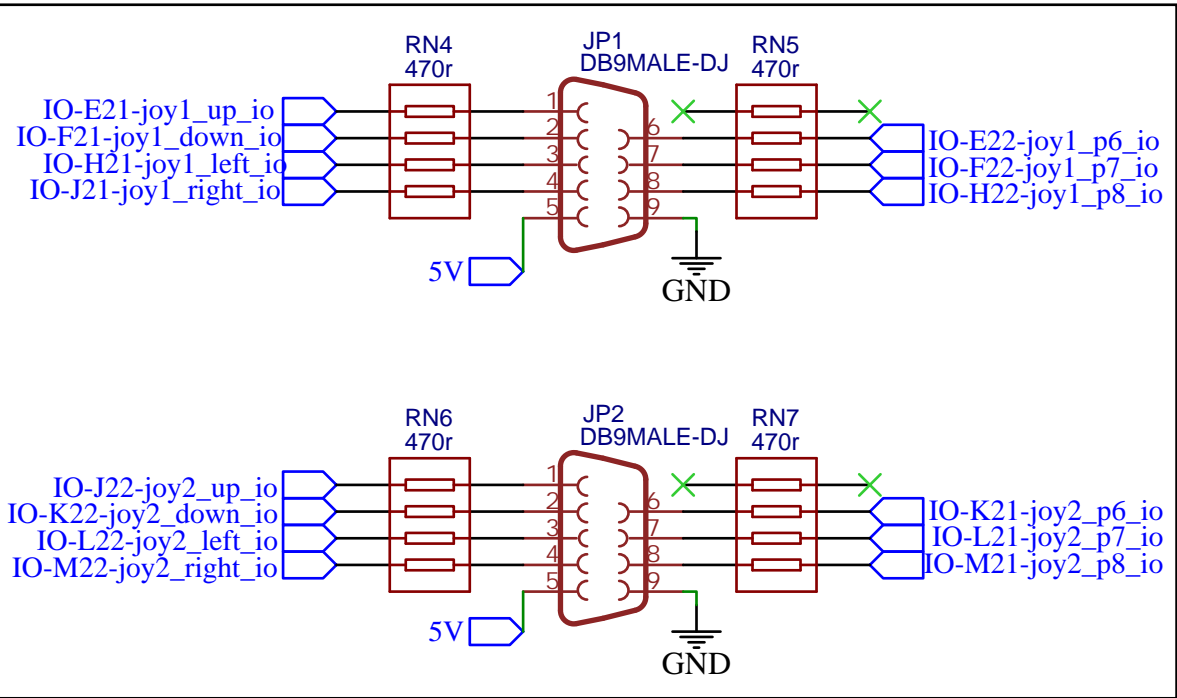 RN4
470r
JP1
DB9MALE-DJ
RN5
470r
IO-E21-joy1_up_io
IO-F21-joy1_down_io
IO-H21-joy1_left_io
IO-J21-joy1_right_io
1
2
3
4
5
6
7
8
9
IO-E22-joy1_p6_io
IO-F22-joy1_p7_io
IO-H22-joy1_p8_io
5V
GND
RN6
470r
JP2
DB9MALE-DJ
RN7
470r
IO-J22-joy2_up_io
IO-K22-joy2_down_io
IO-L22-joy2_left_io
IO-M22-joy2_right_io
1
2
3
4
5
6
7
8
9
IO-K21-joy2_p6_io
IO-L21-joy2_p7_io
IO-M21-joy2_p8_io
5V
GND